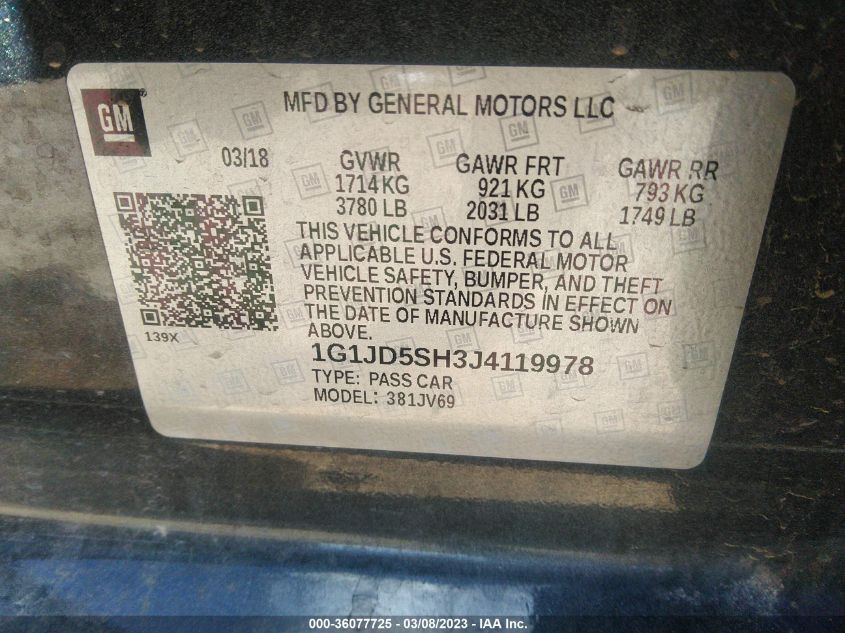 GM
MFD BY GENERAL MOTORS LLC
03/18
GVWR GAWR FRT GAWR RR
1714KG 921 KG 793 KG
3780 LB 2031 LB 1749 LB
THIS VEHICLE CONFORMS TO ALL
APPLICABLE U.S. FEDERAL MOTOR
VEHICLE SAFETY, BUMPER, AND THEFT
PREVENTION STANDARDS IN EFFECT ON
THE DATE OF MANUFACTURE SHOWN
ABOVE.
139X
1G1JD5SH3J4119978
TYPE: PASS CAR
MODEL: 381JV69
000-36077725 - 03/08/2023 - IAA Inc.